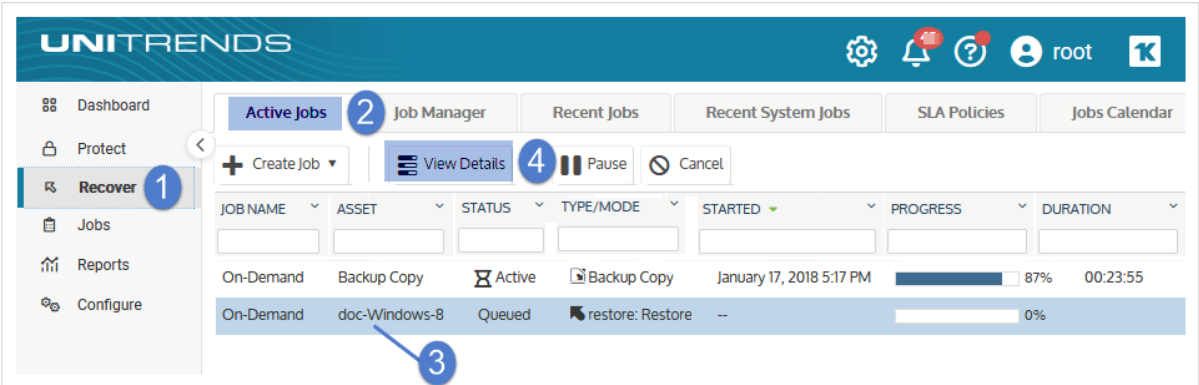 UNITRENDS
root
Dashboard
Protect
Recover 1
Jobs
Reports
Configure
Active Jobs 2 Job Manager Recent Jobs Recent System Jobs SLA Policies Jobs Calendar
Create Job View Details 4 Pause Cancel
JOB NAME ASSET STATUS TYPE/MODE STARTED PROGRESS DURATION
On-Demand Backup Copy Active Backup Copy January 17, 2018 5:17 PM 87% 00:23:55
On-Demand doc-Windows-8 Queued restore: Restore -- 0%
3